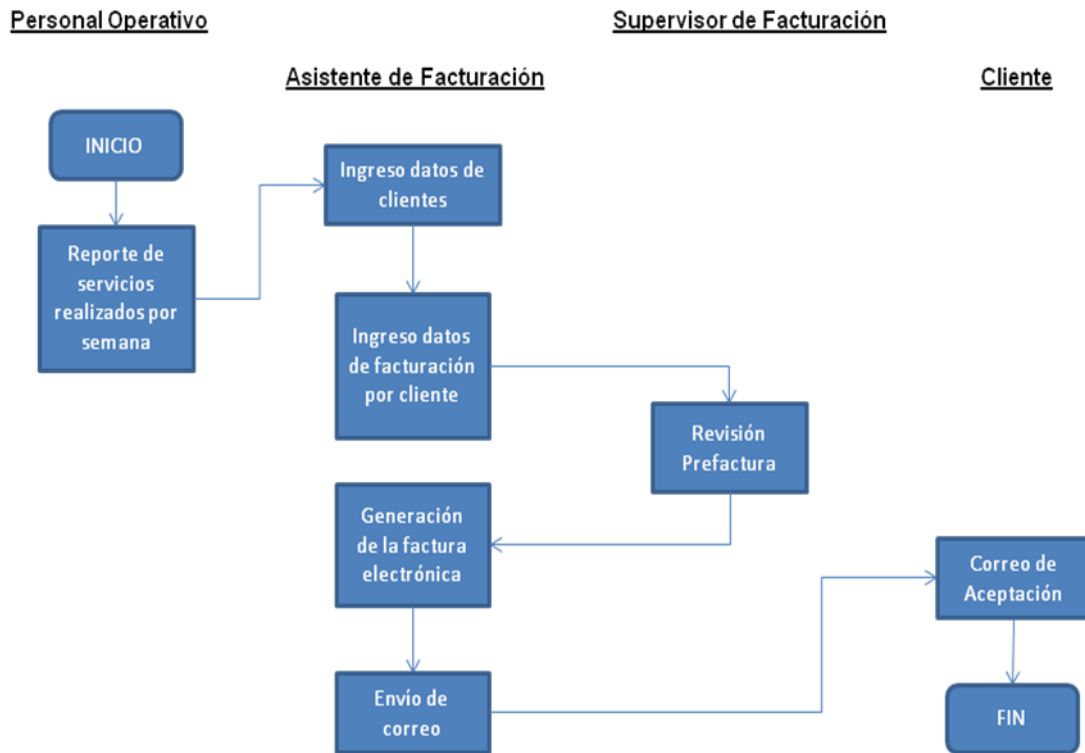 Personal Operativo
Supervisor de Facturación
Asistente de Facturación
Cliente
INICIO
Reporte de
servicios
realizados por
semana
Ingreso datos de
clientes
Ingreso datos
de facturación
por cliente
Revisión
Prefactura
Generación
de la factura
electrónica
Envío de
correo
Correo de
Aceptación
FIN